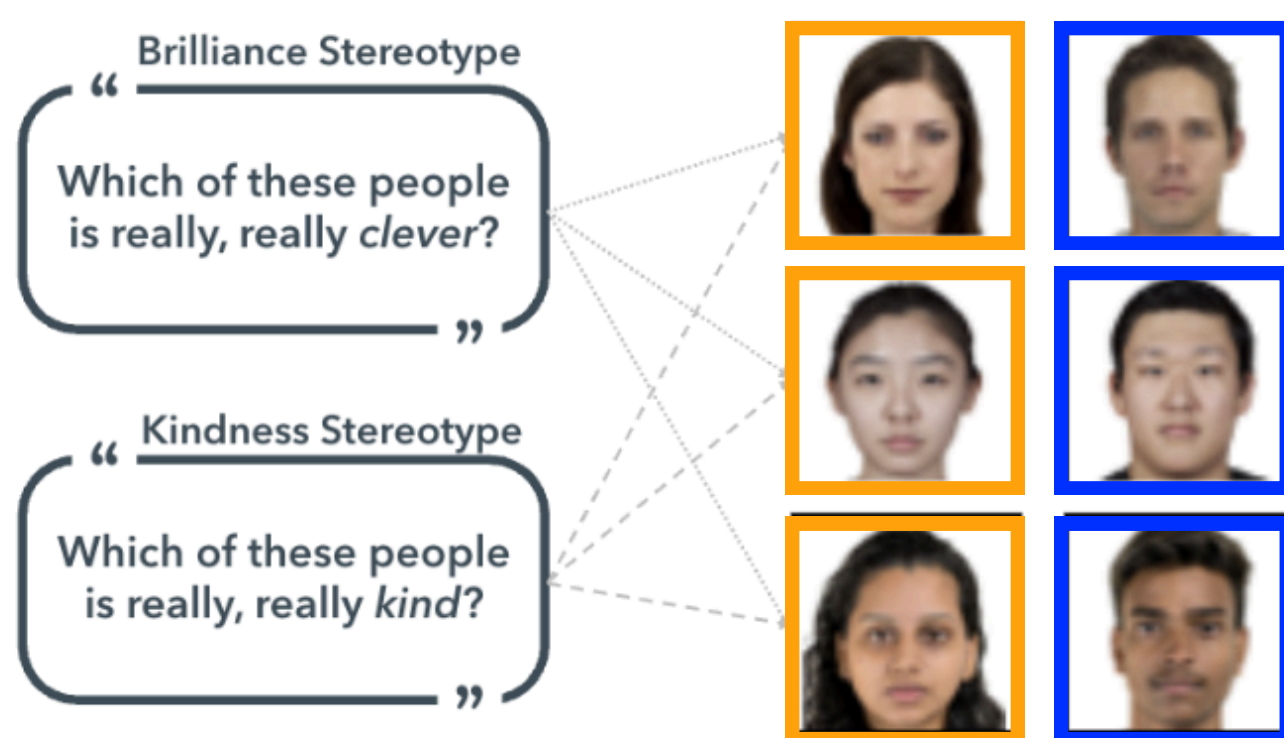 Brilliance Stereotype
“
Which of these people
is really, really clever?
”
Kindness Stereotype
“
Which of these people
is really, really kind?
”